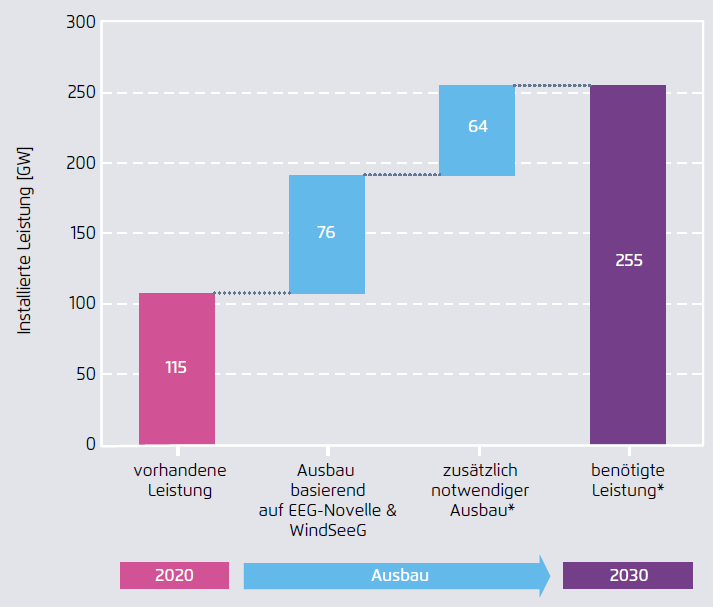 300
250
200
150
100
50
0
Installierte Leistung [GW]
115
76
64
255
vorhandene
Leistung
Ausbau
basierend
auf EEG-Novelle &
WindSeeG
zusätzlich
notwendiger
Ausbau*
benötigte
Leistung*
2020
Ausbau
2030